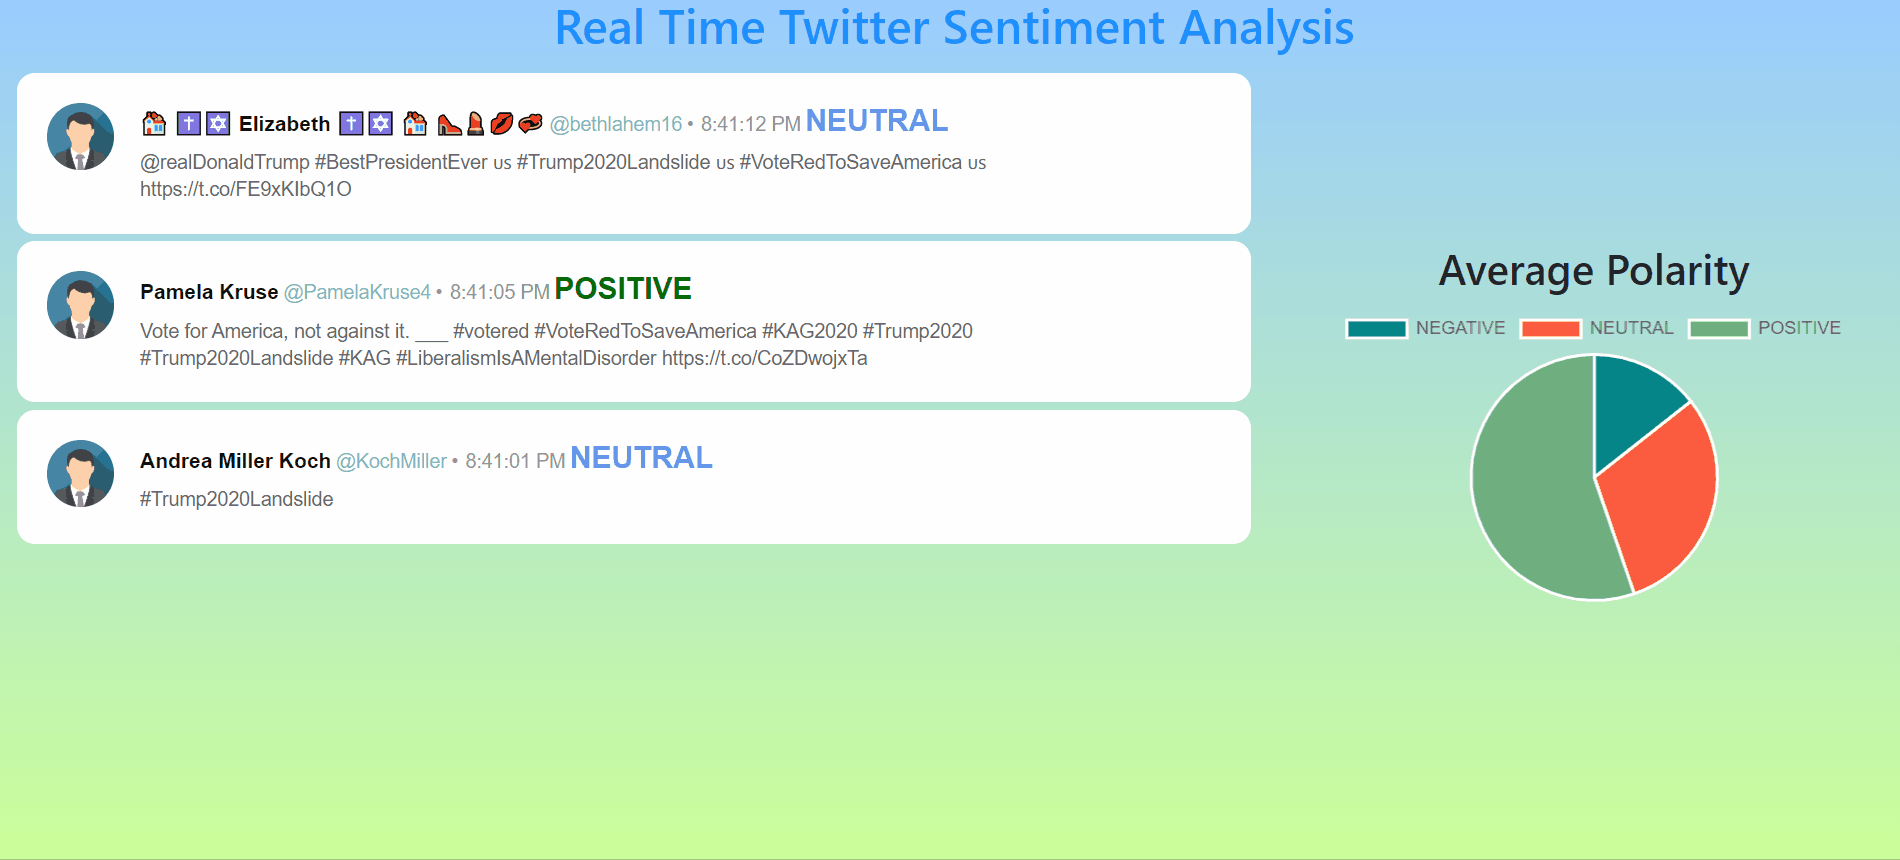 Real Time Twitter Sentiment Analysis
Elizabeth @bethlahem16 • 8:41:12 PM NEUTRAL
@realDonaldTrump #BestPresidentEver us #Trump2020Landslide us #VoteRedToSaveAmerica us
https://t.co/FE9xKIbQ1O
Pamela Kruse @PamelaKruse4 • 8:41:05 PM POSITIVE
Vote for America, not against it. ___ #votered #VoteRedToSaveAmerica #KAG2020 #Trump2020
#Trump2020Landslide #KAG #LiberalismIsAMentalDisorder https://t.co/CoZDwojxTa
Andrea Miller Koch @KochMiller • 8:41:01 PM NEUTRAL
#Trump2020Landslide
Average Polarity
NEGATIVE NEUTRAL POSITIVE